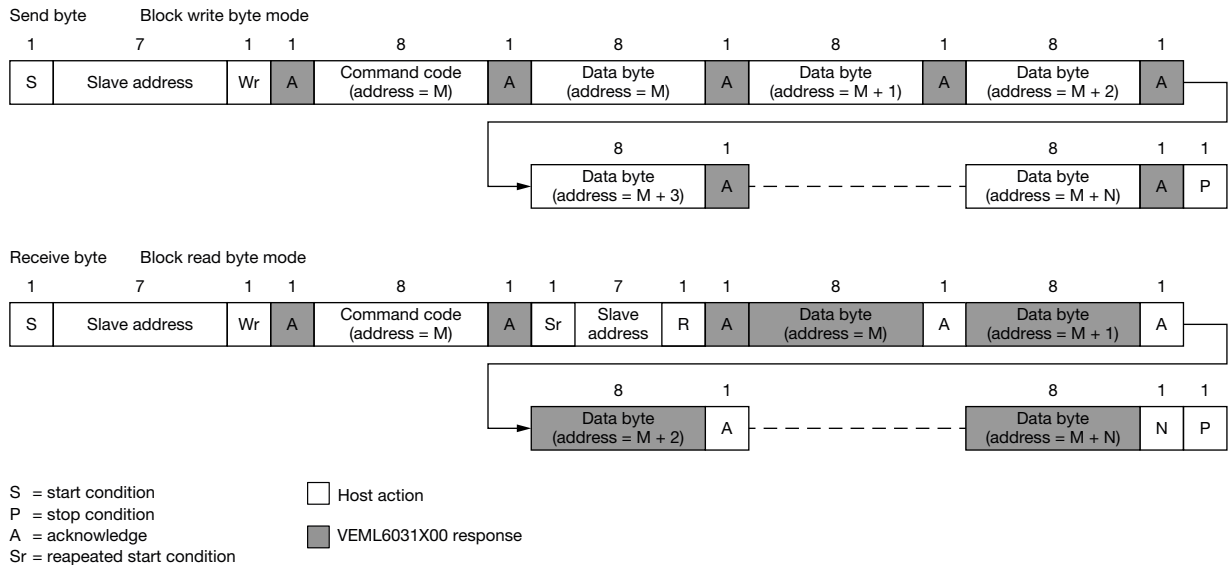 Send byte Block write byte mode
1 7 1 1 8 1 8 1 8 1 8 1
S Slave address Wr A Command code (address = M) A Data byte (address = M) A Data byte (address = M + 1) A Data byte (address = M + 2) A
8 1 8 1 1
Data byte (address = M + 3) A Data byte (address = M + N) A P
Receive byte Block read byte mode
1 7 1 1 8 1 1 7 1 1 8 1 8 1
S Slave address Wr A Command code (address = M) A Sr Slave address R A Data byte (address = M) A Data byte (address = M + 1) A
8 1 8 1 1
Data byte (address = M + 2) A Data byte (address = M + N) N P
S = start condition
P = stop condition
A = acknowledge
Sr = reapeated start condition
Host action
VEML6031X00 response